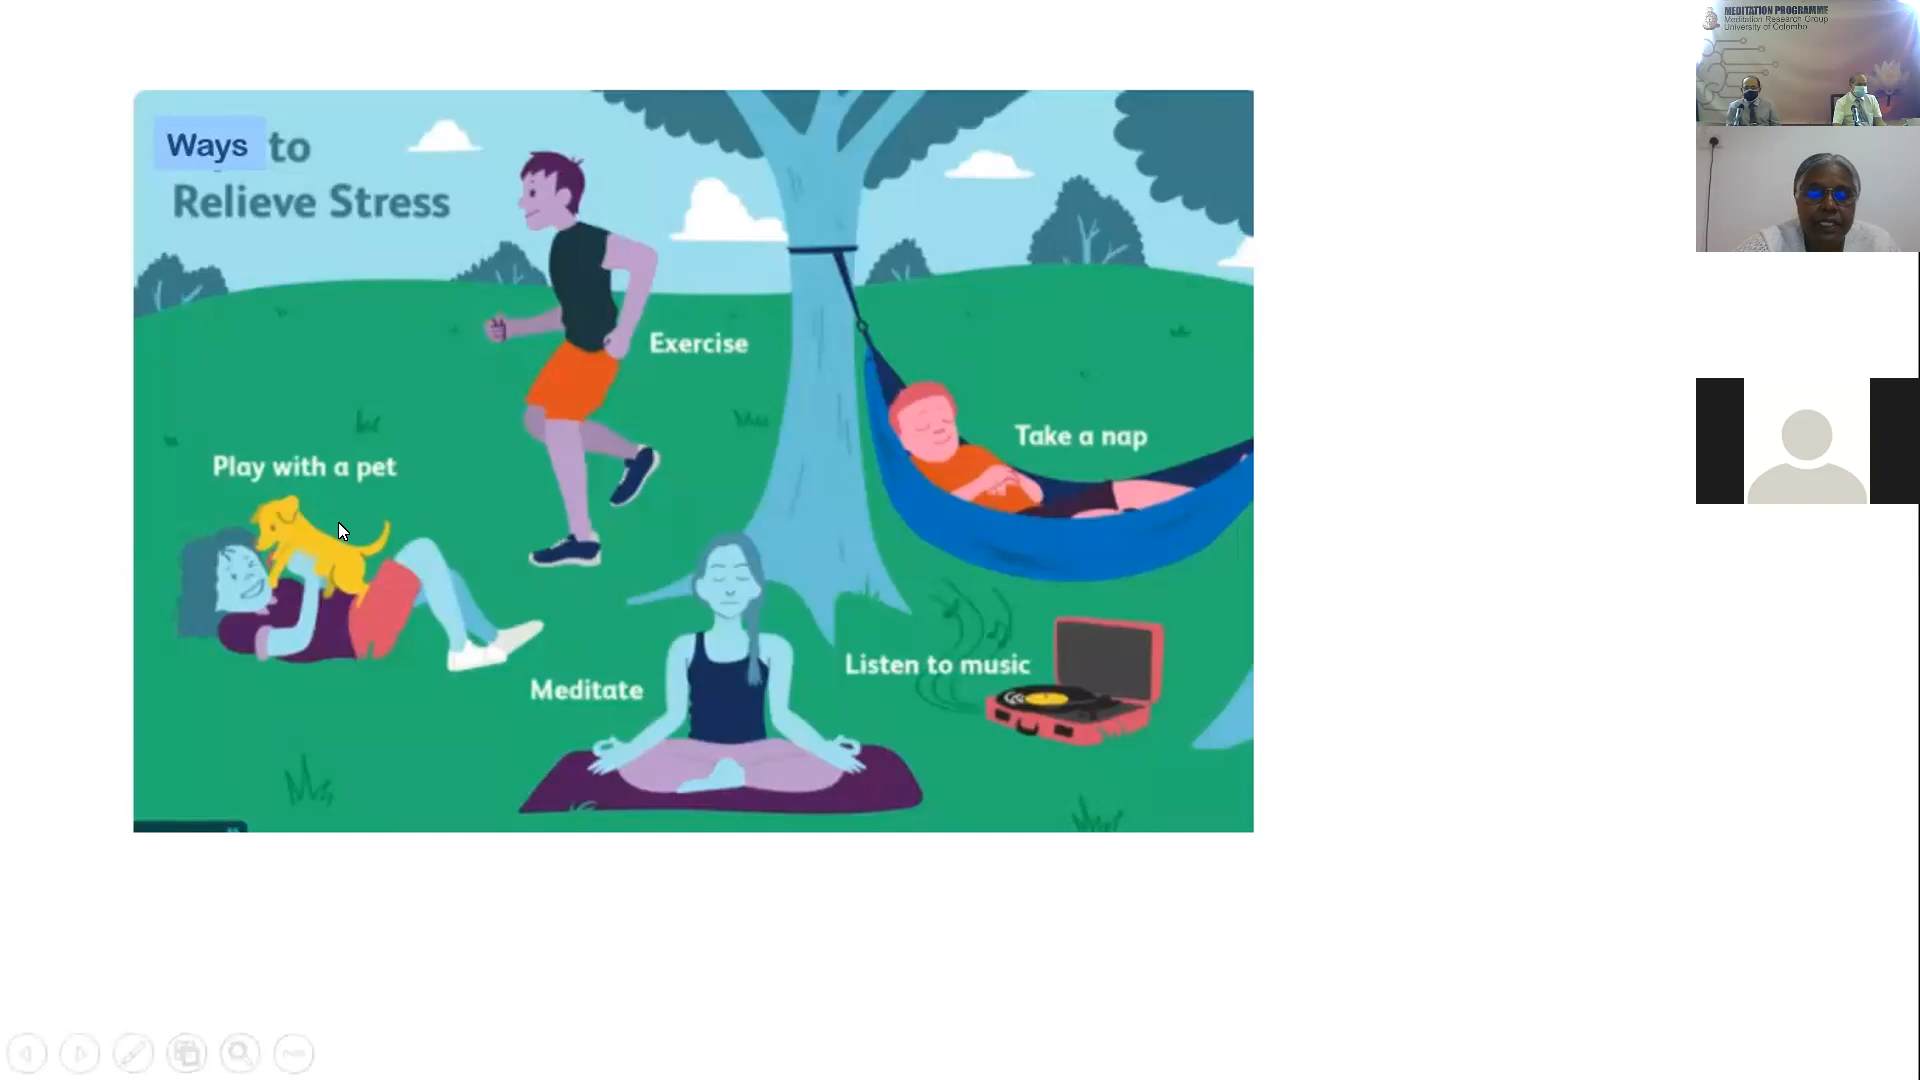 Ways to
Relieve Stress
Exercise
Take a nap
Play with a pet
Listen to music
Meditate
MEDITATION PROGRAMME
Meditation Research Group
University of Colombo